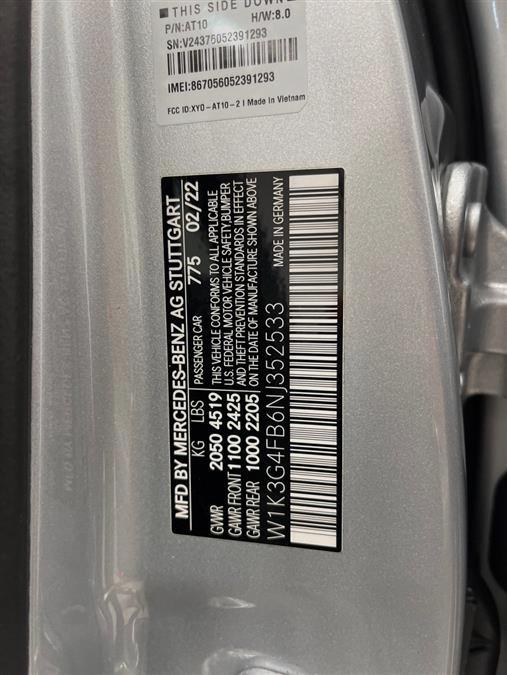 THIS SIDE DOWN
P/N:AT10 H/W:8.0
S/N:V24376052391293
IMEI:867056052391293
FCC ID:XYO-AT10-2 I Made in Vietnam
MFD BY MERCEDES-BENZ AG STUTTGART
KG LBS PASSENGER CAR 775 02/22
GVWR 2050 4519 THIS VEHICLE CONFORMS TO ALL APPLICABLE
GAWR FRONT 1100 2425 U.S. FEDERAL MOTOR VEHICLE SAFETY, BUMPER
AND THEFT PREVENTION STANDARDS IN EFFECT
GAWR REAR 1000 2205 ON THE DATE OF MANUFACTURE SHOWN ABOVE
W1K3G4FB6NJ352533 MADE IN GERMANY